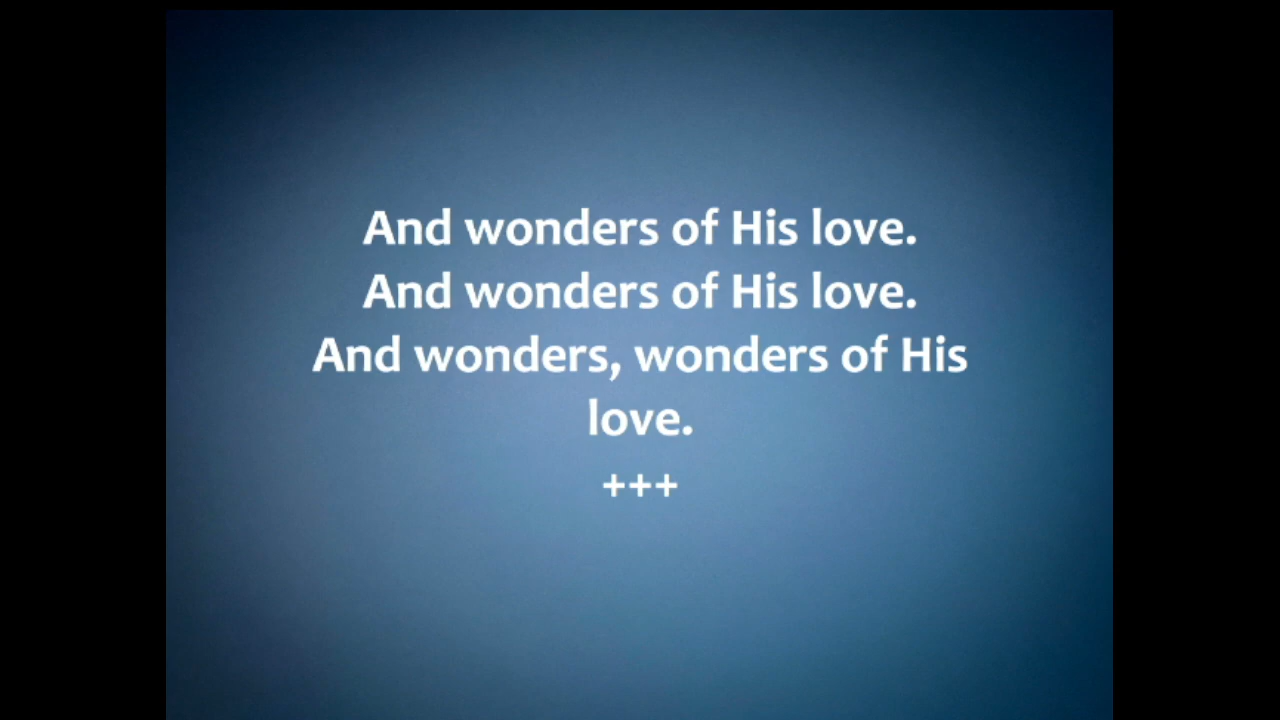 And wonders of His love.
And wonders of His love.
And wonders, wonders of His
love.
+++